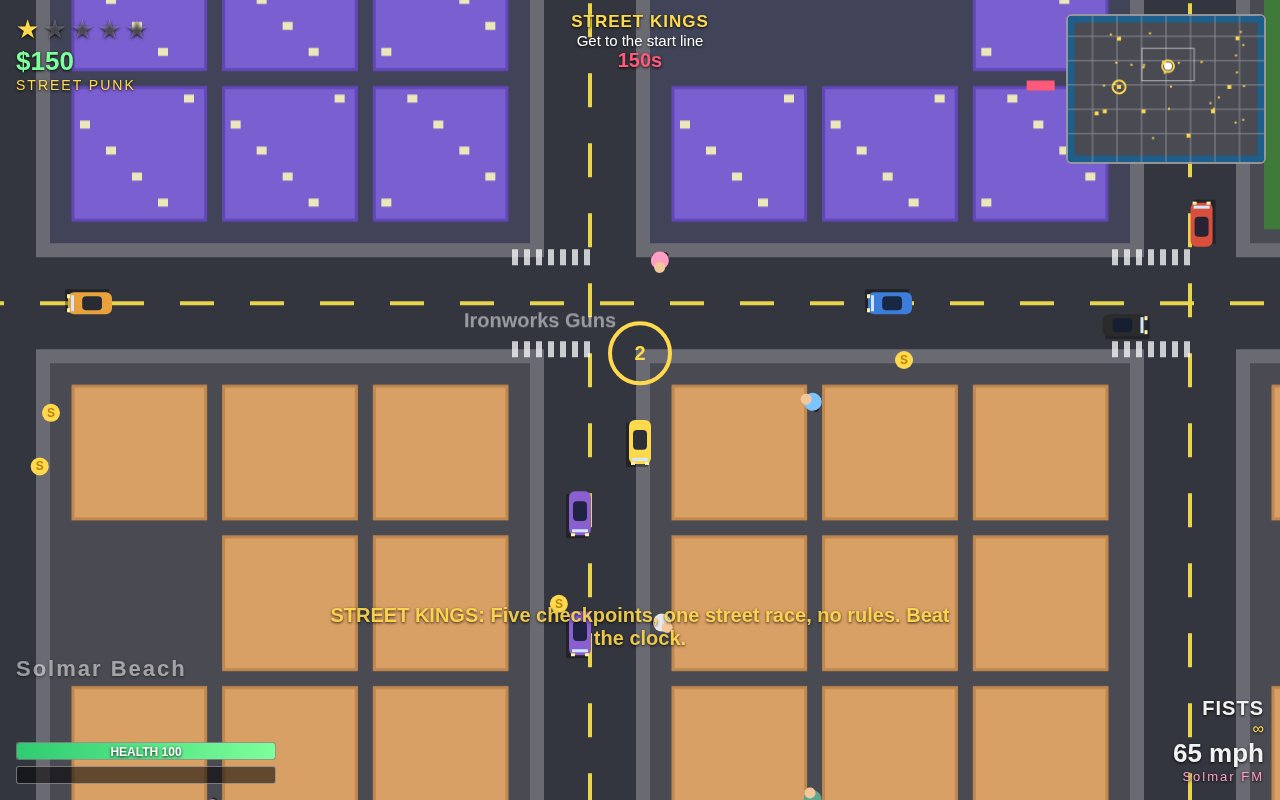 STREET KINGS
Get to the start line
150s
$150
STREET PUNK
Ironworks Guns
2
S
S
S
S
STREET KINGS: Five checkpoints, one street race, no rules. Beat
the clock.
Solmar Beach
HEALTH 100
FISTS
∞
65 mph
Solmar FM